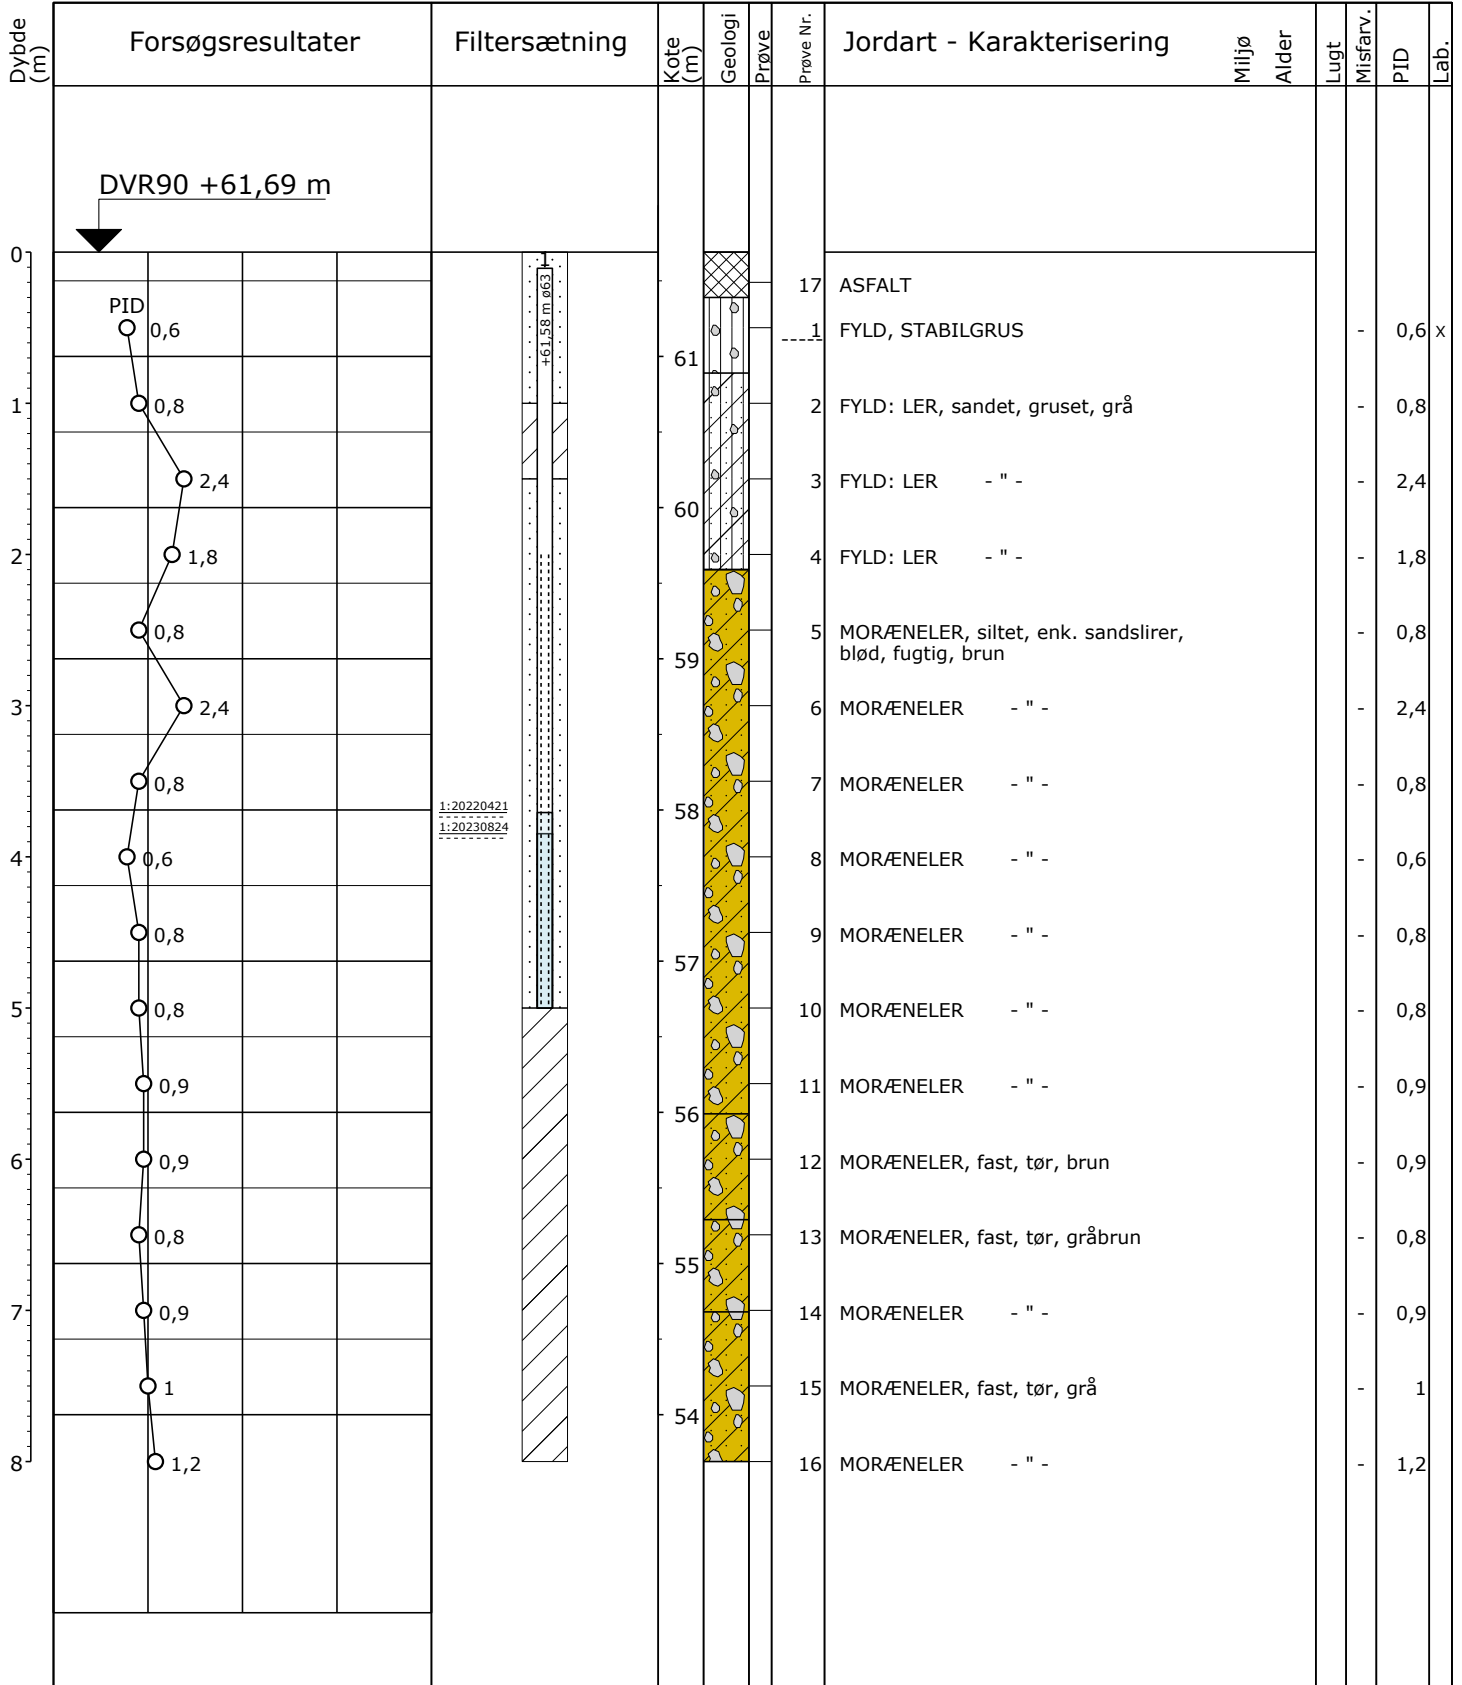 Dybde (m) Forsøgsresultater Filtersætning Kote (m) Geologi Prøve Prøve Nr. Jordart - Karakterisering Miljø Alder Lugt Misfarv. PID Lab.
DVR90 +61,69 m
0
1
+61,58 m ø63
17 ASFALT
PID
0,6 1 FYLD, STABILGRUS - 0,6 x
61
1 0,8 2 FYLD: LER, sandet, gruset, grå - 0,8
2,4 3 FYLD: LER - " - - 2,4
60
2 1,8 4 FYLD: LER - " - - 1,8
0,8 5 MORÆNELER, siltet, enk. sandslirer, - 0,8
blød, fugtig, brun
59
3 2,4 6 MORÆNELER - " - - 2,4
0,8 7 MORÆNELER - " - - 0,8
1:20220421
58
1:20230824
4 0,6 8 MORÆNELER - " - - 0,6
0,8 9 MORÆNELER - " - - 0,8
57
5 0,8 10 MORÆNELER - " - - 0,8
0,9 11 MORÆNELER - " - - 0,9
56
6 0,9 12 MORÆNELER, fast, tør, brun - 0,9
0,8 13 MORÆNELER, fast, tør, gråbrun - 0,8
55
7 0,9 14 MORÆNELER - " - - 0,9
1 15 MORÆNELER, fast, tør, grå - 1
54
8 1,2 16 MORÆNELER - " - - 1,2